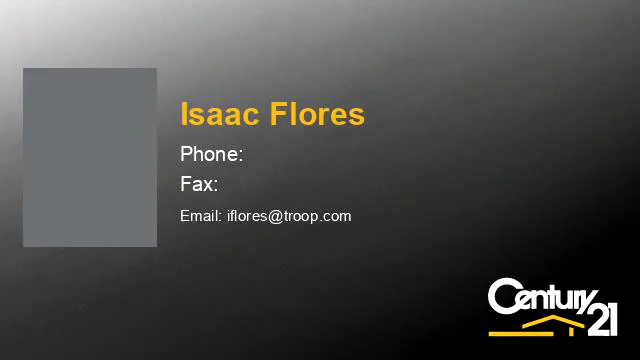 Isaac Flores
Phone:
Fax:
Email: iflores@troop.com
Century
21